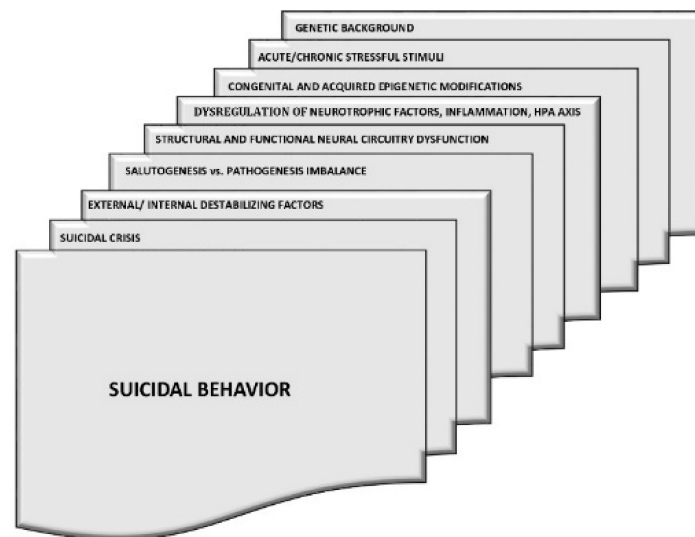 GENETIC BACKGROUND
ACUTE/CHRONIC STRESSFUL STIMULI
CONGENITAL AND ACQUIRED EPIGENETIC MODIFICATIONS
DYSREGULATION OF NEUROTROPHIC FACTORS, INFLAMMATION, HPA AXIS
STRUCTURAL AND FUNCTIONAL NEURAL CIRCUITRY DYSFUNCTION
SALUTOGENESIS vs. PATHOGENESIS IMBALANCE
EXTERNAL/ INTERNAL DESTABILIZING FACTORS
SUICIDAL CRISIS
SUICIDAL BEHAVIOR